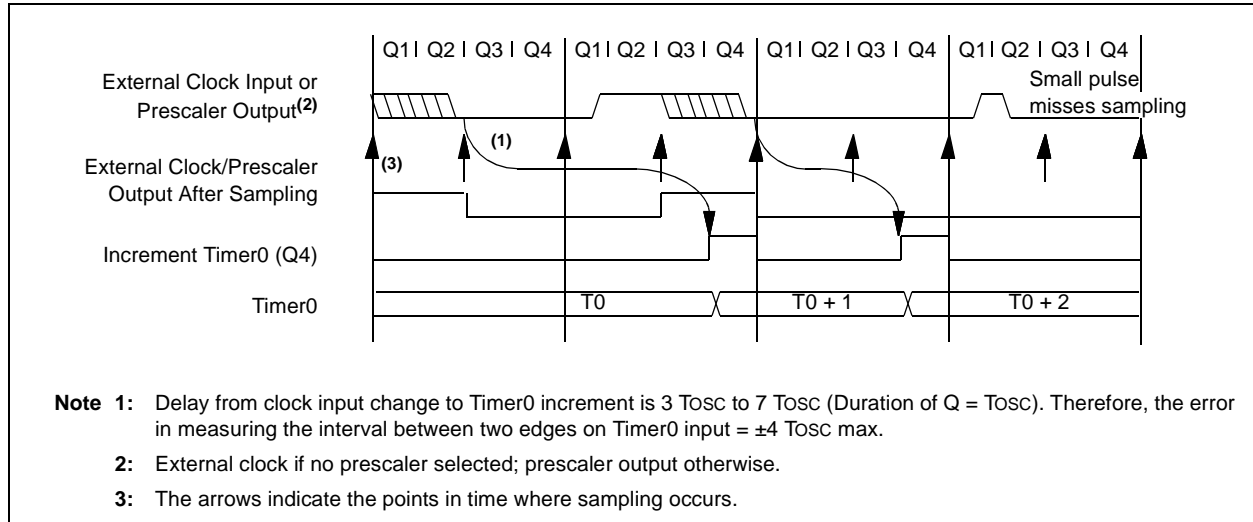 Q1 | Q2 | Q3 | Q4 Q1 | Q2 | Q3 | Q4 Q1 | Q2 | Q3 | Q4 Q1 | Q2 | Q3 | Q4
External Clock Input or
Prescaler Output(2)
Small pulse
misses sampling
(1)
(3)
External Clock/Prescaler
Output After Sampling
Increment Timer0 (Q4)
Timer0 T0 T0 + 1 T0 + 2
Note 1: Delay from clock input change to Timer0 increment is 3 TOSC to 7 TOSC (Duration of Q = TOSC). Therefore, the error
in measuring the interval between two edges on Timer0 input = ±4 TOSC max.
2: External clock if no prescaler selected; prescaler output otherwise.
3: The arrows indicate the points in time where sampling occurs.